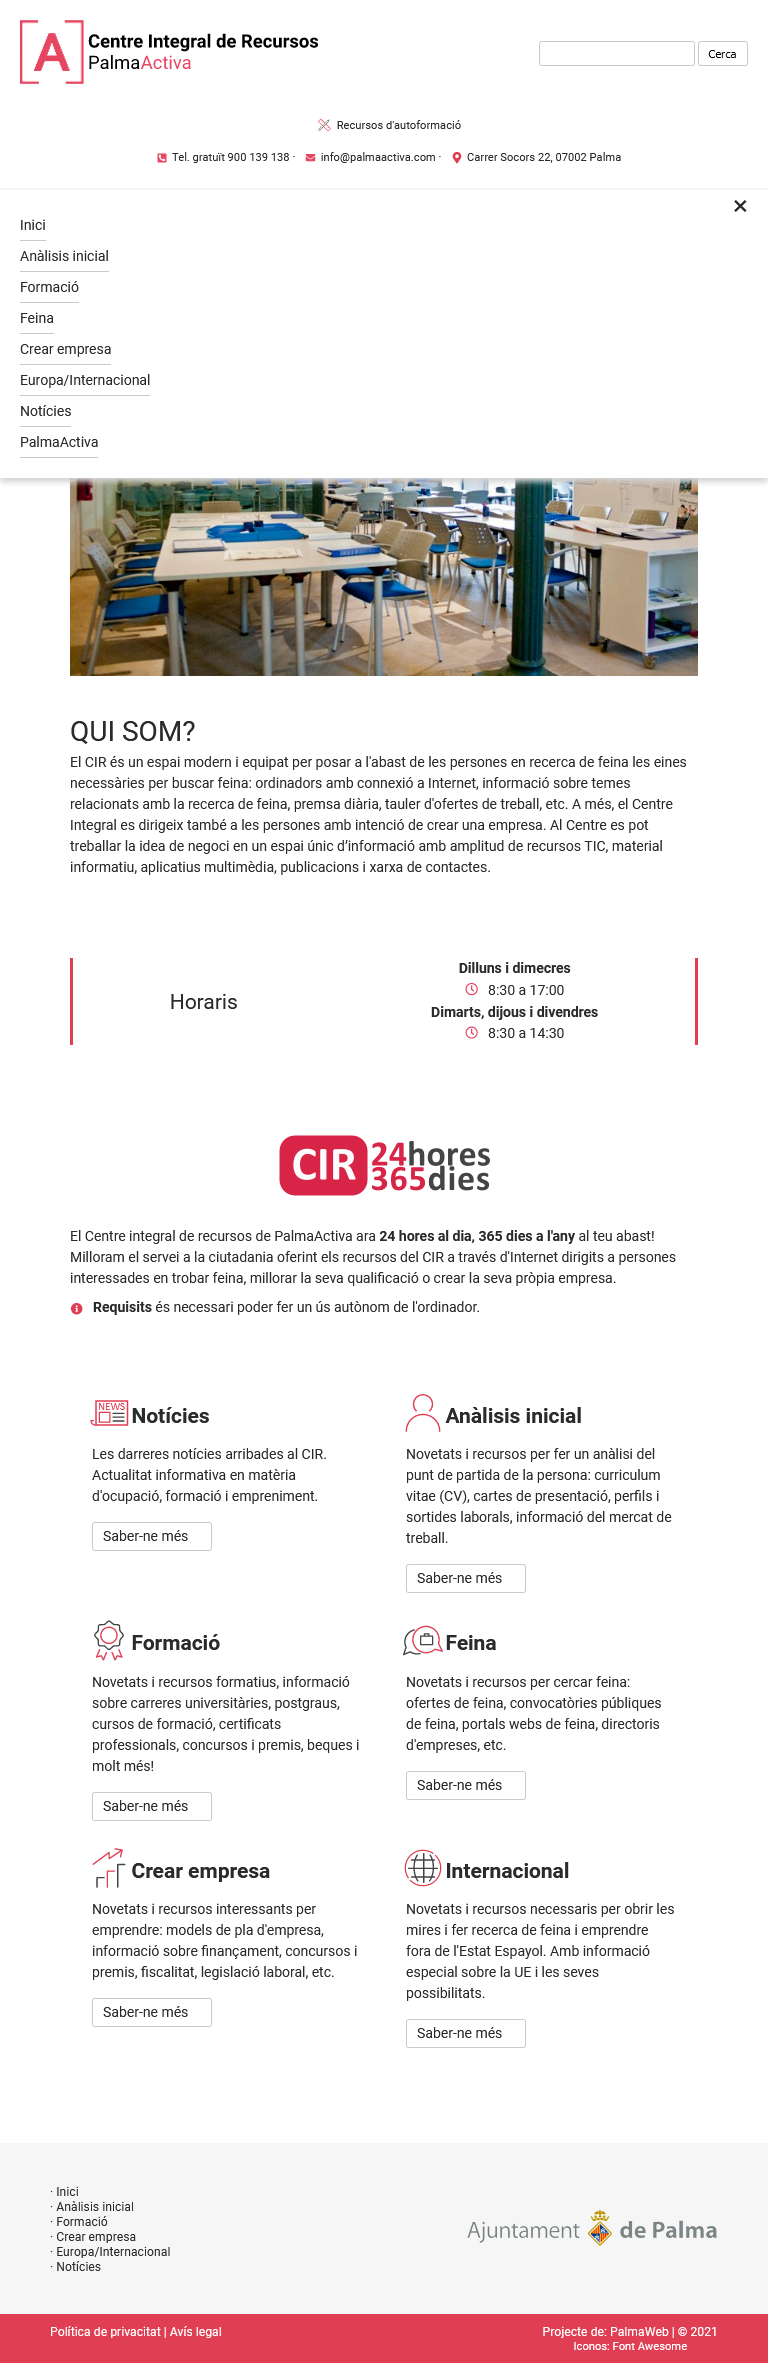 A
Centre Integral de Recursos
PalmaActiva
Cerca
Recursos d'autoformació
Tel. gratuït 900 139 138 · info@palmaactiva.com · Carrer Socors 22, 07002 Palma
Inici
Anàlisis inicial
Formació
Feina
Crear empresa
Europa/Internacional
Notícies
PalmaActiva
QUI SOM?
El CIR és un espai modern i equipat per posar a l'abast de les persones en recerca de feina les eines
necessàries per buscar feina: ordinadors amb connexió a Internet, informació sobre temes
relacionats amb la recerca de feina, premsa diària, tauler d'ofertes de treball, etc. A més, el Centre
Integral es dirigeix també a les persones amb intenció de crear una empresa. Al Centre es pot
treballar la idea de negoci en un espai únic d’informació amb amplitud de recursos TIC, material
informatiu, aplicatius multimèdia, publicacions i xarxa de contactes.
Horaris
Dilluns i dimecres
8:30 a 17:00
Dimarts, dijous i divendres
8:30 a 14:30
CIR 24hores
365dies
El Centre integral de recursos de PalmaActiva ara 24 hores al dia, 365 dies a l'any al teu abast!
Milloram el servei a la ciutadania oferint els recursos del CIR a través d'Internet dirigits a persones
interessades en trobar feina, millorar la seva qualificació o crear la seva pròpia empresa.
Requisits és necessari poder fer un ús autònom de l'ordinador.
NEWS
Notícies
Les darreres notícies arribades al CIR.
Actualitat informativa en matèria
d'ocupació, formació i empreniment.
Saber-ne més
Anàlisis inicial
Novetats i recursos per fer un anàlisi del
punt de partida de la persona: curriculum
vitae (CV), cartes de presentació, perfils i
sortides laborals, informació del mercat de
treball.
Saber-ne més
Formació
Novetats i recursos formatius, informació
sobre carreres universitàries, postgraus,
cursos de formació, certificats
professionals, concursos i premis, beques i
molt més!
Saber-ne més
Feina
Novetats i recursos per cercar feina:
ofertes de feina, convocatòries públiques
de feina, portals webs de feina, directoris
d'empreses, etc.
Saber-ne més
Crear empresa
Novetats i recursos interessants per
emprendre: models de pla d'empresa,
informació sobre finançament, concursos i
premis, fiscalitat, legislació laboral, etc.
Saber-ne més
Internacional
Novetats i recursos necessaris per obrir les
mires i fer recerca de feina i emprendre
fora de l'Estat Espayol. Amb informació
especial sobre la UE i les seves
possibilitats.
Saber-ne més
· Inici
· Anàlisis inicial
· Formació
· Crear empresa
· Europa/Internacional
· Notícies
Ajuntament de Palma
Política de privacitat | Avís legal
Projecte de: PalmaWeb | © 2021
Iconos: Font Awesome